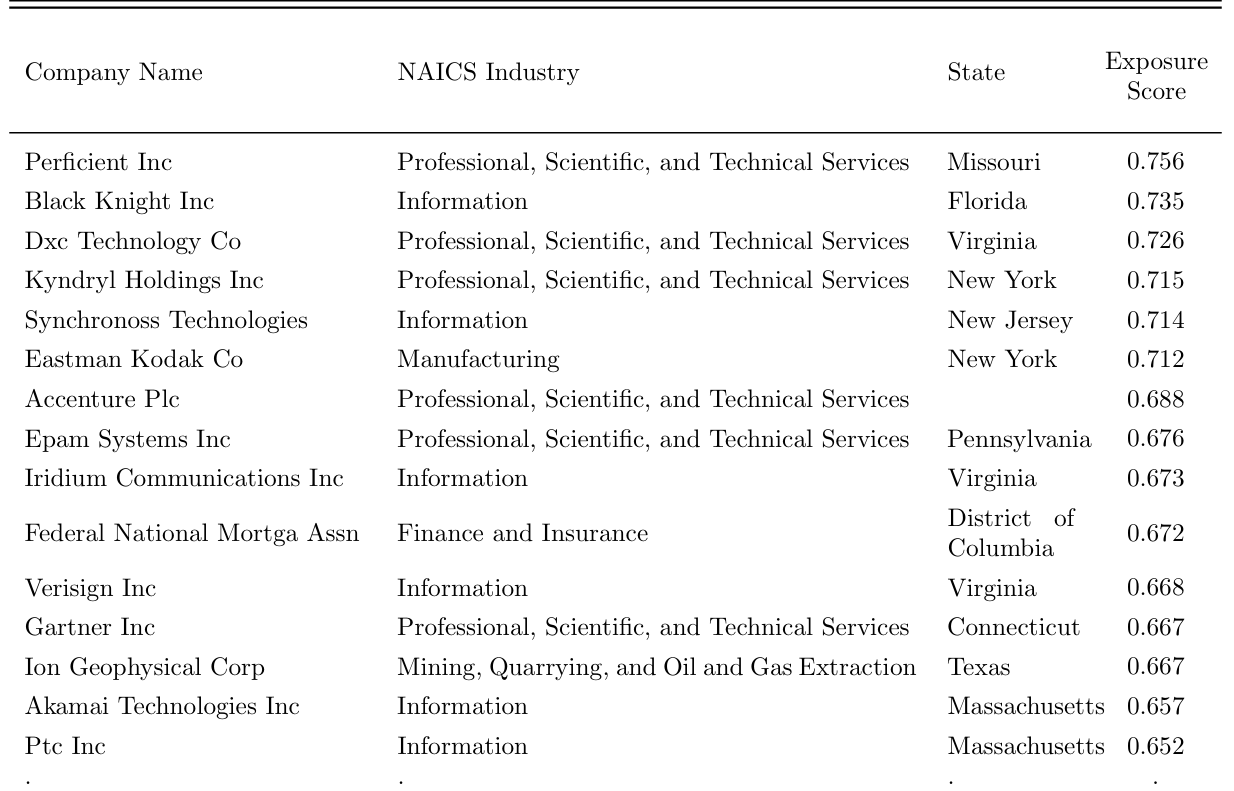 Company Name NAICS Industry State Exposure Score
Perficient Inc Professional, Scientific, and Technical Services Missouri 0.756
Black Knight Inc Information Florida 0.735
Dxc Technology Co Professional, Scientific, and Technical Services Virginia 0.726
Kyndryl Holdings Inc Professional, Scientific, and Technical Services New York 0.715
Synchronoss Technologies Information New Jersey 0.714
Eastman Kodak Co Manufacturing New York 0.712
Accenture Plc Professional, Scientific, and Technical Services 0.688
Epam Systems Inc Professional, Scientific, and Technical Services Pennsylvania 0.676
Iridium Communications Inc Information Virginia 0.673
Federal National Mortga Assn Finance and Insurance District of Columbia 0.672
Verisign Inc Information Virginia 0.668
Gartner Inc Professional, Scientific, and Technical Services Connecticut 0.667
Ion Geophysical Corp Mining, Quarrying, and Oil and Gas Extraction Texas 0.667
Akamai Technologies Inc Information Massachusetts 0.657
Ptc Inc Information Massachusetts 0.652
. . . .